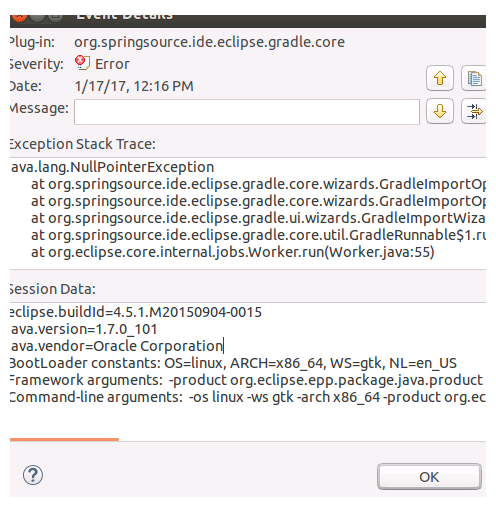 Event Details
Plug-in: org.springsource.ide.eclipse.gradle.core
Severity: Error
Date: 1/17/17, 12:16 PM
Message:
Exception Stack Trace:
ava.lang.NullPointerException
at org.springsource.ide.eclipse.gradle.core.wizards.GradleImportOp
at org.springsource.ide.eclipse.gradle.core.wizards.GradleImportOp
at org.springsource.ide.eclipse.gradle.ui.wizards.GradleImportWiza
at org.springsource.ide.eclipse.gradle.core.util.GradleRunnable$1.ru
at org.eclipse.core.internal.jobs.Worker.run(Worker.java:55)
Session Data:
eclipse.buildId=4.5.1.M20150904-0015
ava.version=1.7.0_101
ava.vendor=Oracle Corporation
BootLoader constants: OS=linux, ARCH=x86_64, WS=gtk, NL=en_US
Framework arguments: -product org.eclipse.epp.package.java.product
Command-line arguments: -os linux -ws gtk -arch x86_64 -product org.ec
OK